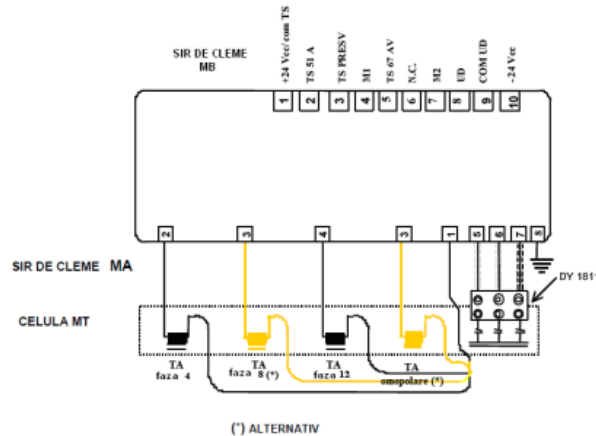 SIR DE CLEME
MB
+24 Vcc/ com TS
TS 51 A
TS PRESV
M1
TS 67 AV
N.C.
M2
UD
COM UD
-24 Vcc
1 2 3 4 5 6 7 8 9 10
2 3 4 3 1 5 6 7 8
SIR DE CLEME MA
DY 1811
CELULA MT
TA
faza 4
TA
faza 8 (*)
TA
faza 12
TA
omopolare (*)
(*) ALTERNATIV